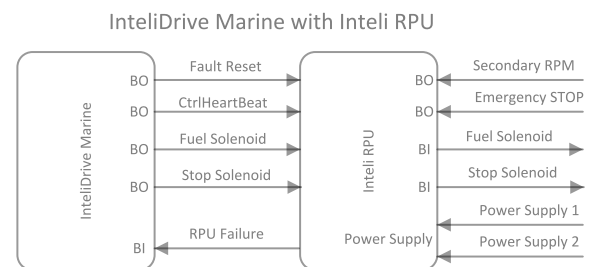 InteliDrive Marine with Inteli RPU
InteliDrive Marine
BO
Fault Reset
BO
CtrlHeartBeat
BO
Fuel Solenoid
BO
Stop Solenoid
BI
RPU Failure
Inteli RPU
BO
Secondary RPM
BO
Emergency STOP
BI
Fuel Solenoid
BI
Stop Solenoid
Power Supply
Power Supply 1
Power Supply 2